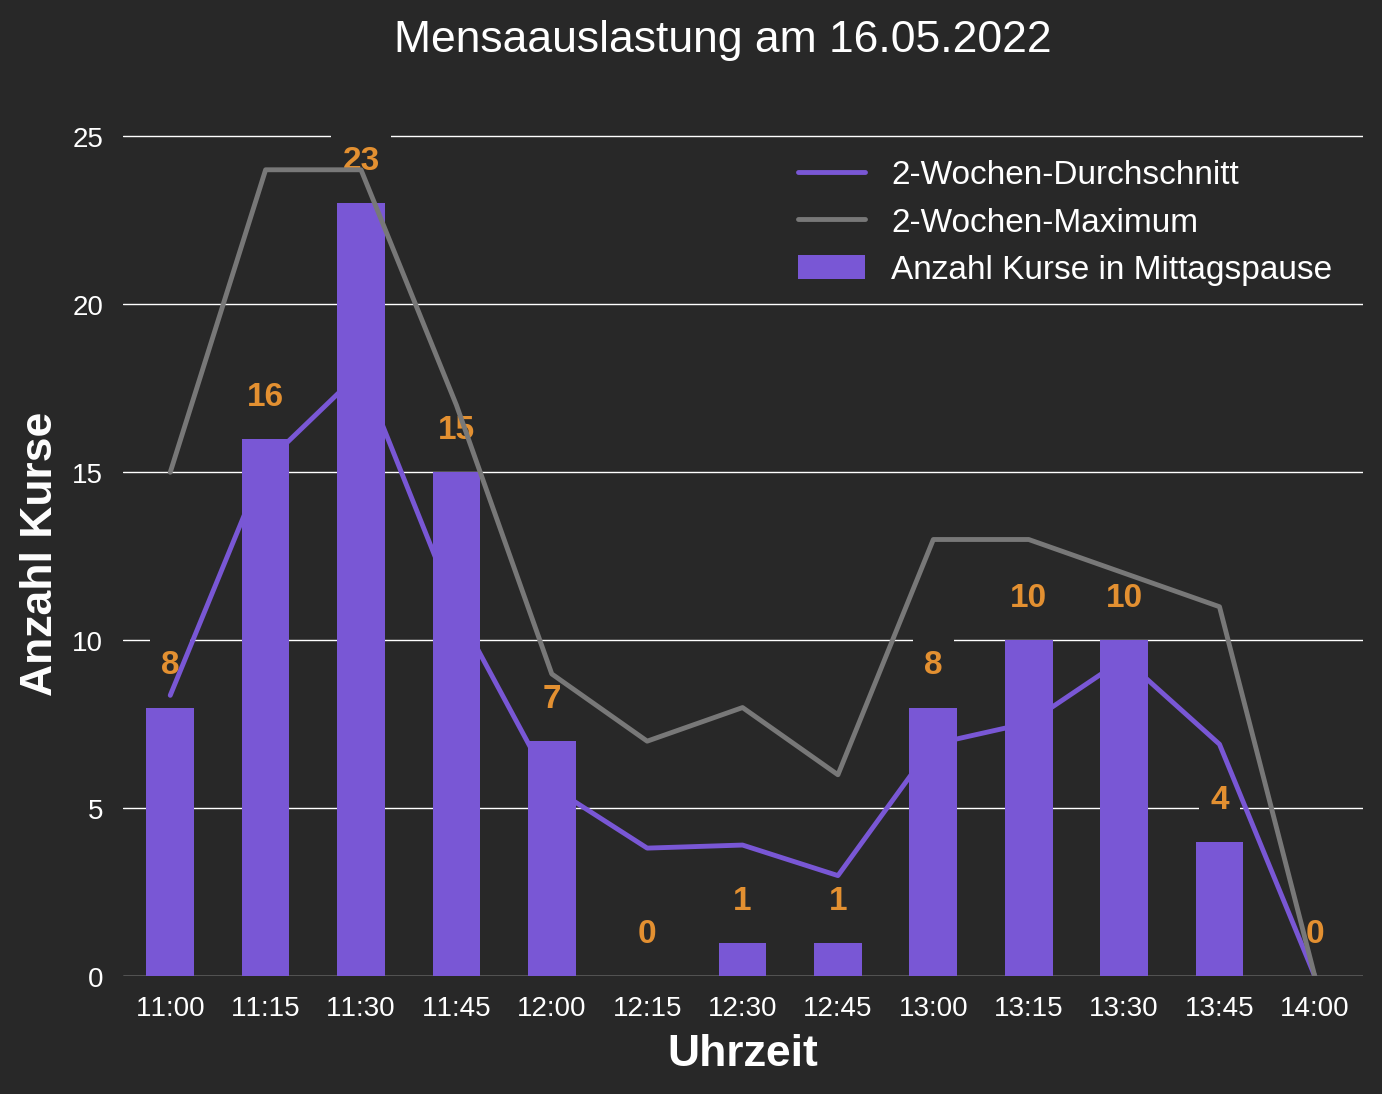 Mensaauslastung am 16.05.2022
2-Wochen-Durchschnitt
2-Wochen-Maximum
Anzahl Kurse in Mittagspause
Anzahl Kurse
25
20
15
10
5
0
8
16
23
15
7
0
1
1
8
10
10
4
0
11:00 11:15 11:30 11:45 12:00 12:15 12:30 12:45 13:00 13:15 13:30 13:45 14:00
Uhrzeit